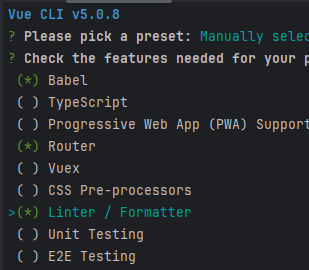 Vue CLI v5.0.8
? Please pick a preset: Manually selec
? Check the features needed for your p
(*) Babel
( ) TypeScript
( ) Progressive Web App (PWA) Support
(*) Router
( ) Vuex
( ) CSS Pre-processors
>(*) Linter / Formatter
( ) Unit Testing
( ) E2E Testing